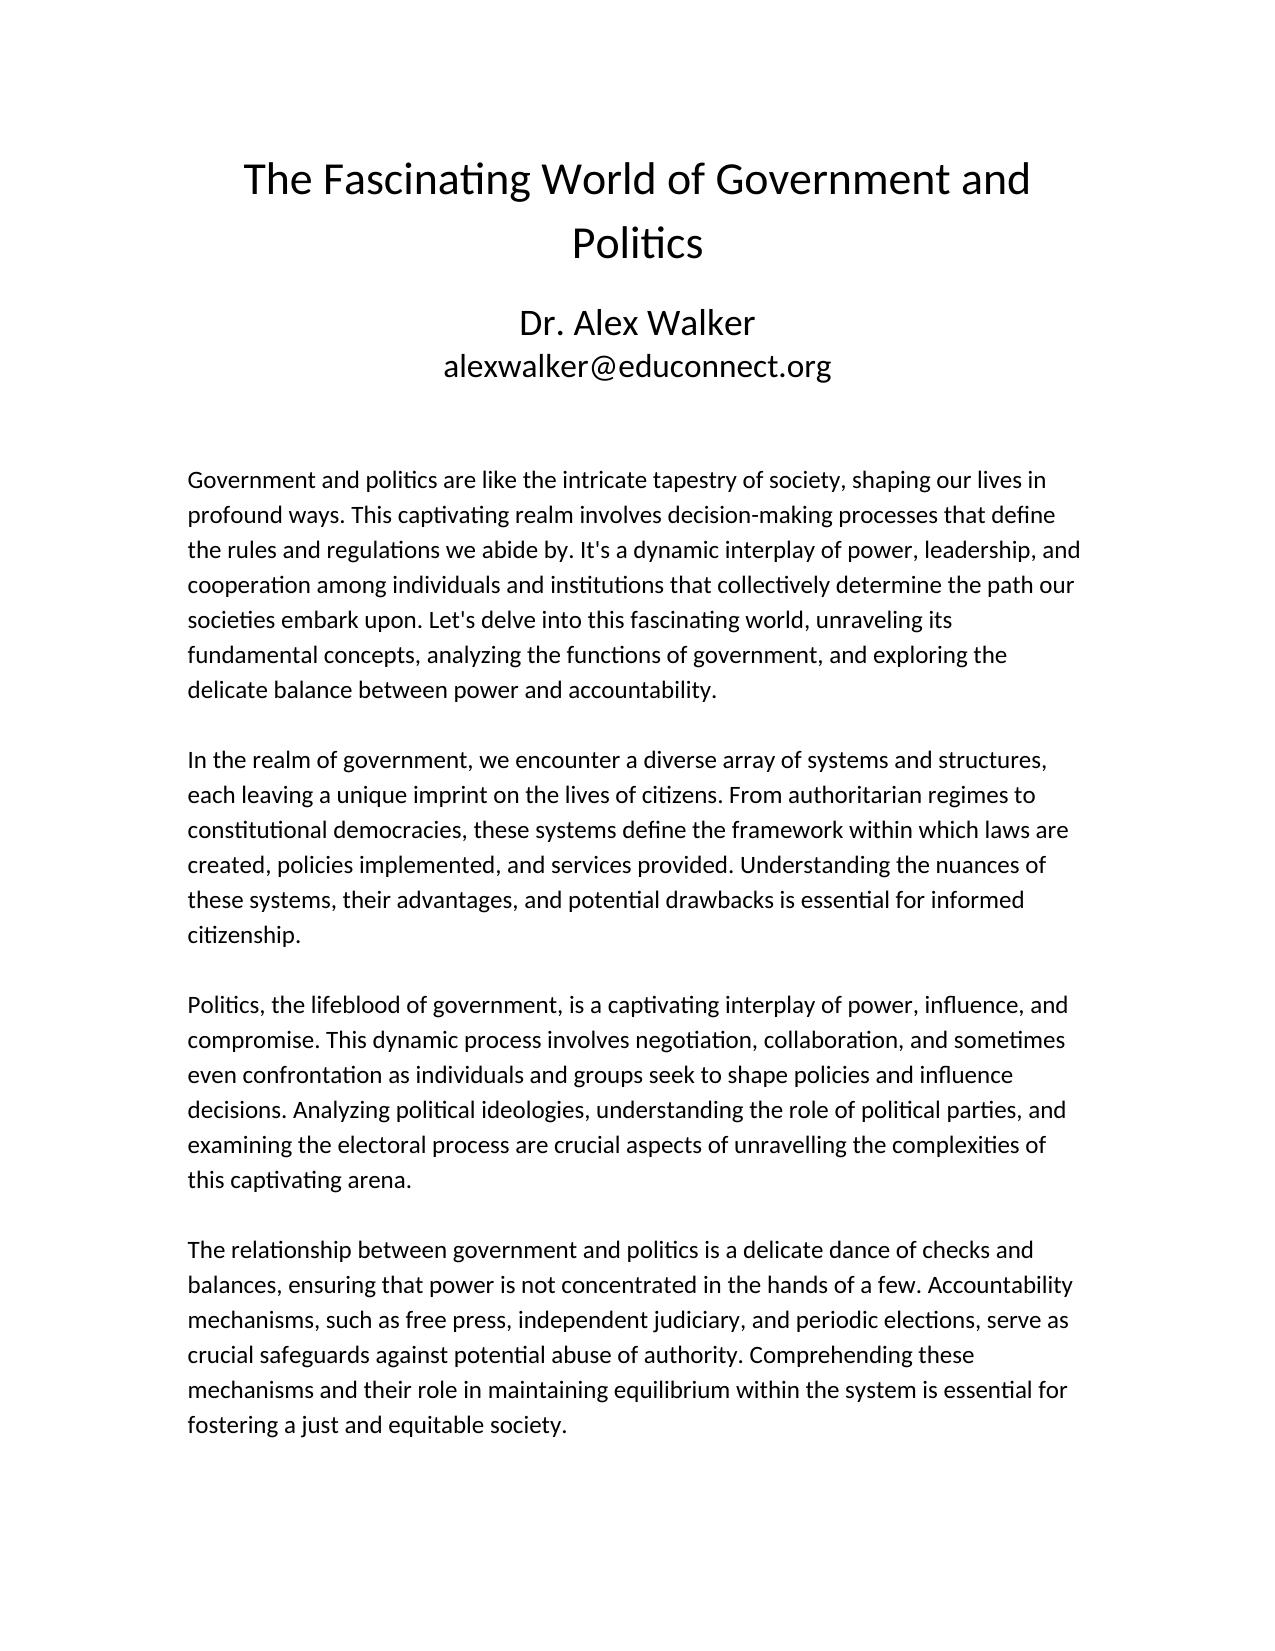 The Fascinating World of Government and
Politics
Dr. Alex Walker
alexwalker@educonnect.org
Government and politics are like the intricate tapestry of society, shaping our lives in
profound ways. This captivating realm involves decision-making processes that define
the rules and regulations we abide by. It's a dynamic interplay of power, leadership, and
cooperation among individuals and institutions that collectively determine the path our
societies embark upon. Let's delve into this fascinating world, unraveling its
fundamental concepts, analyzing the functions of government, and exploring the
delicate balance between power and accountability.
In the realm of government, we encounter a diverse array of systems and structures,
each leaving a unique imprint on the lives of citizens. From authoritarian regimes to
constitutional democracies, these systems define the framework within which laws are
created, policies implemented, and services provided. Understanding the nuances of
these systems, their advantages, and potential drawbacks is essential for informed
citizenship.
Politics, the lifeblood of government, is a captivating interplay of power, influence, and
compromise. This dynamic process involves negotiation, collaboration, and sometimes
even confrontation as individuals and groups seek to shape policies and influence
decisions. Analyzing political ideologies, understanding the role of political parties, and
examining the electoral process are crucial aspects of unravelling the complexities of
this captivating arena.
The relationship between government and politics is a delicate dance of checks and
balances, ensuring that power is not concentrated in the hands of a few. Accountability
mechanisms, such as free press, independent judiciary, and periodic elections, serve as
crucial safeguards against potential abuse of authority. Comprehending these
mechanisms and their role in maintaining equilibrium within the system is essential for
fostering a just and equitable society.